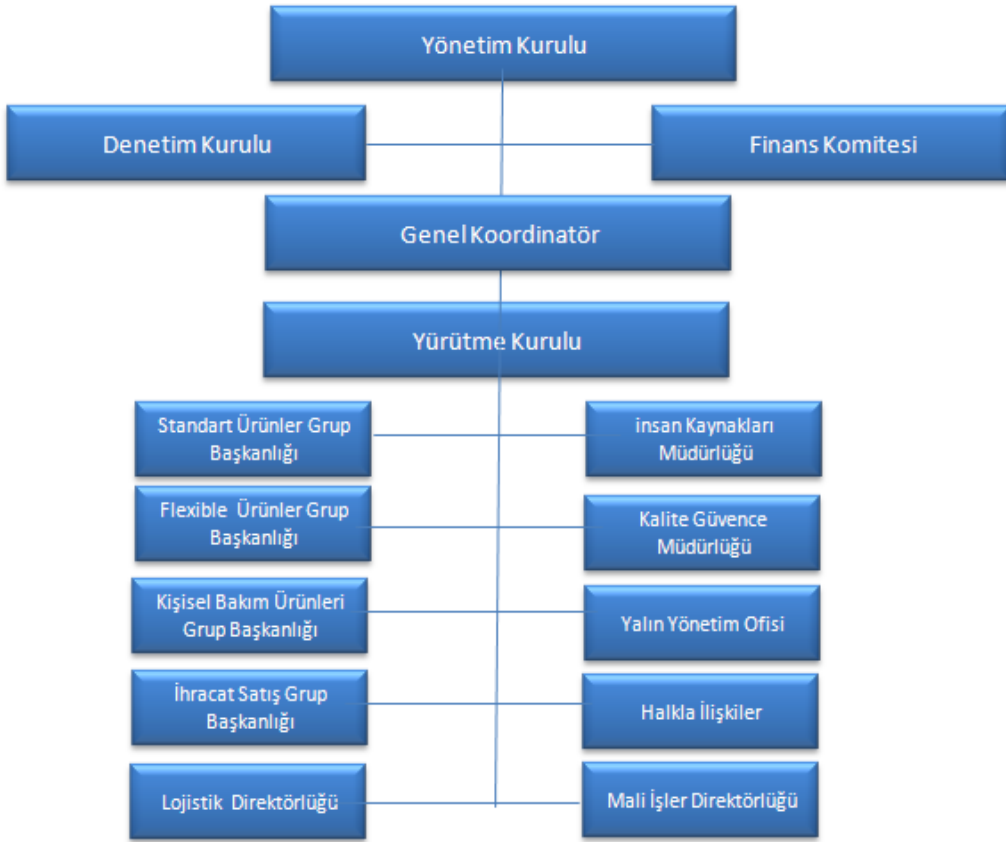 Yönetim Kurulu
Denetim Kurulu
Finans Komitesi
Genel Koordinatör
Yürütme Kurulu
Standart Ürünler Grup
Başkanlığı
insan Kaynakları
Müdürlüğü
Flexible Ürünler Grup
Başkanlığı
Kalite Güvence
Müdürlüğü
Kişisel Bakım Ürünleri
Grup Başkanlığı
Yalın Yönetim Ofisi
İhracat Satış Grup
Başkanlığı
Halkla İlişkiler
Lojistik Direktörlüğü
Mali İşler Direktörlüğü